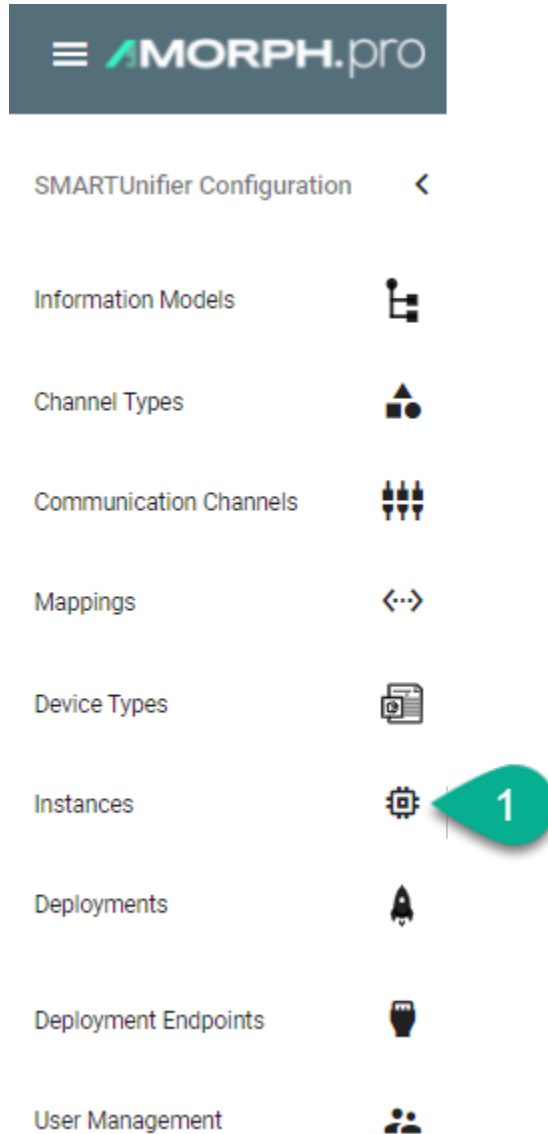 AMORPH.pro
SMARTUnifier Configuration
Information Models
Channel Types
Communication Channels
Mappings
Device Types
Instances
1
Deployments
Deployment Endpoints
User Management